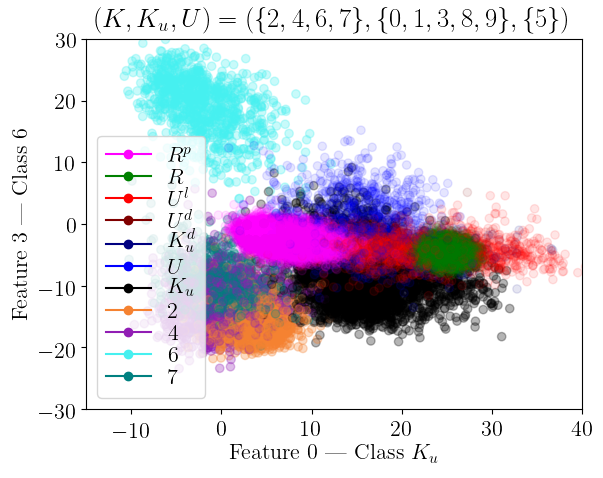 (K, K_u, U) = ({2, 4, 6, 7}, {0, 1, 3, 8, 9}, {5})
Feature 3 — Class 6
30
20
10
0
−10
−20
−30
R^p
R
U^l
U^d
K_u^d
U
K_u
2
4
6
7
−10
0
10
20
30
40
Feature 0 — Class K_u